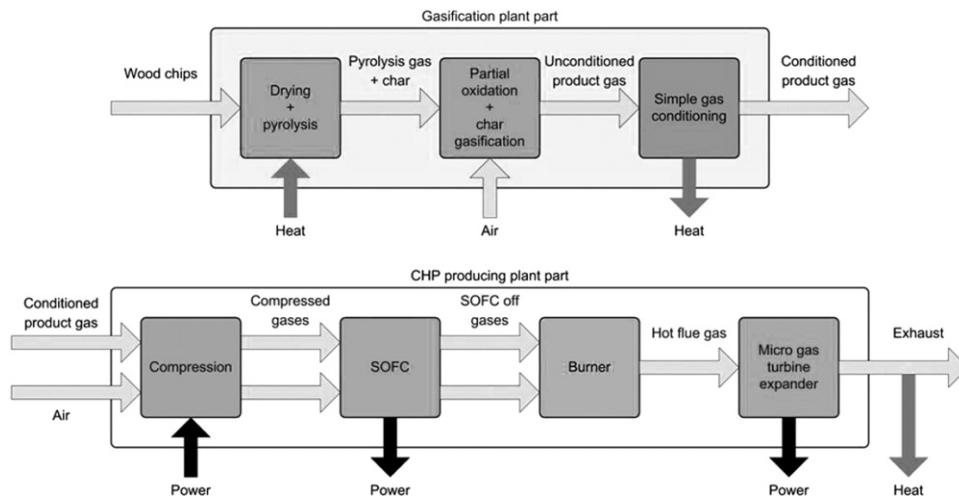 Gasification plant part
Wood chips
Drying
+
pyrolysis
Pyrolysis gas
+ char
Partial
oxidation
+
char
gasification
Unconditioned
product gas
Simple gas
conditioning
Conditioned
product gas
Heat
Air
Heat
CHP producing plant part
Conditioned
product gas
Air
Compression
Compressed
gases
SOFC
SOFC off
gases
Burner
Hot flue gas
Micro gas
turbine
expander
Exhaust
Power
Power
Power
Heat